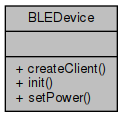 BLEDevice
+ createClient()
+ init()
+ setPower()